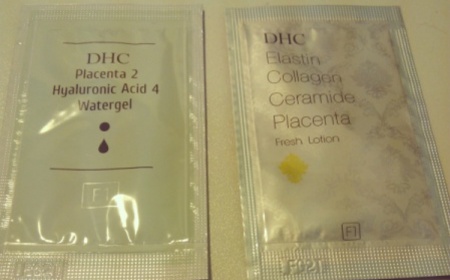 DHC
Placenta 2
Hyaluronic Acid 4
Watergel
DHC
Elastin
Collagen
Ceramide
Placenta
Fresh Lotion